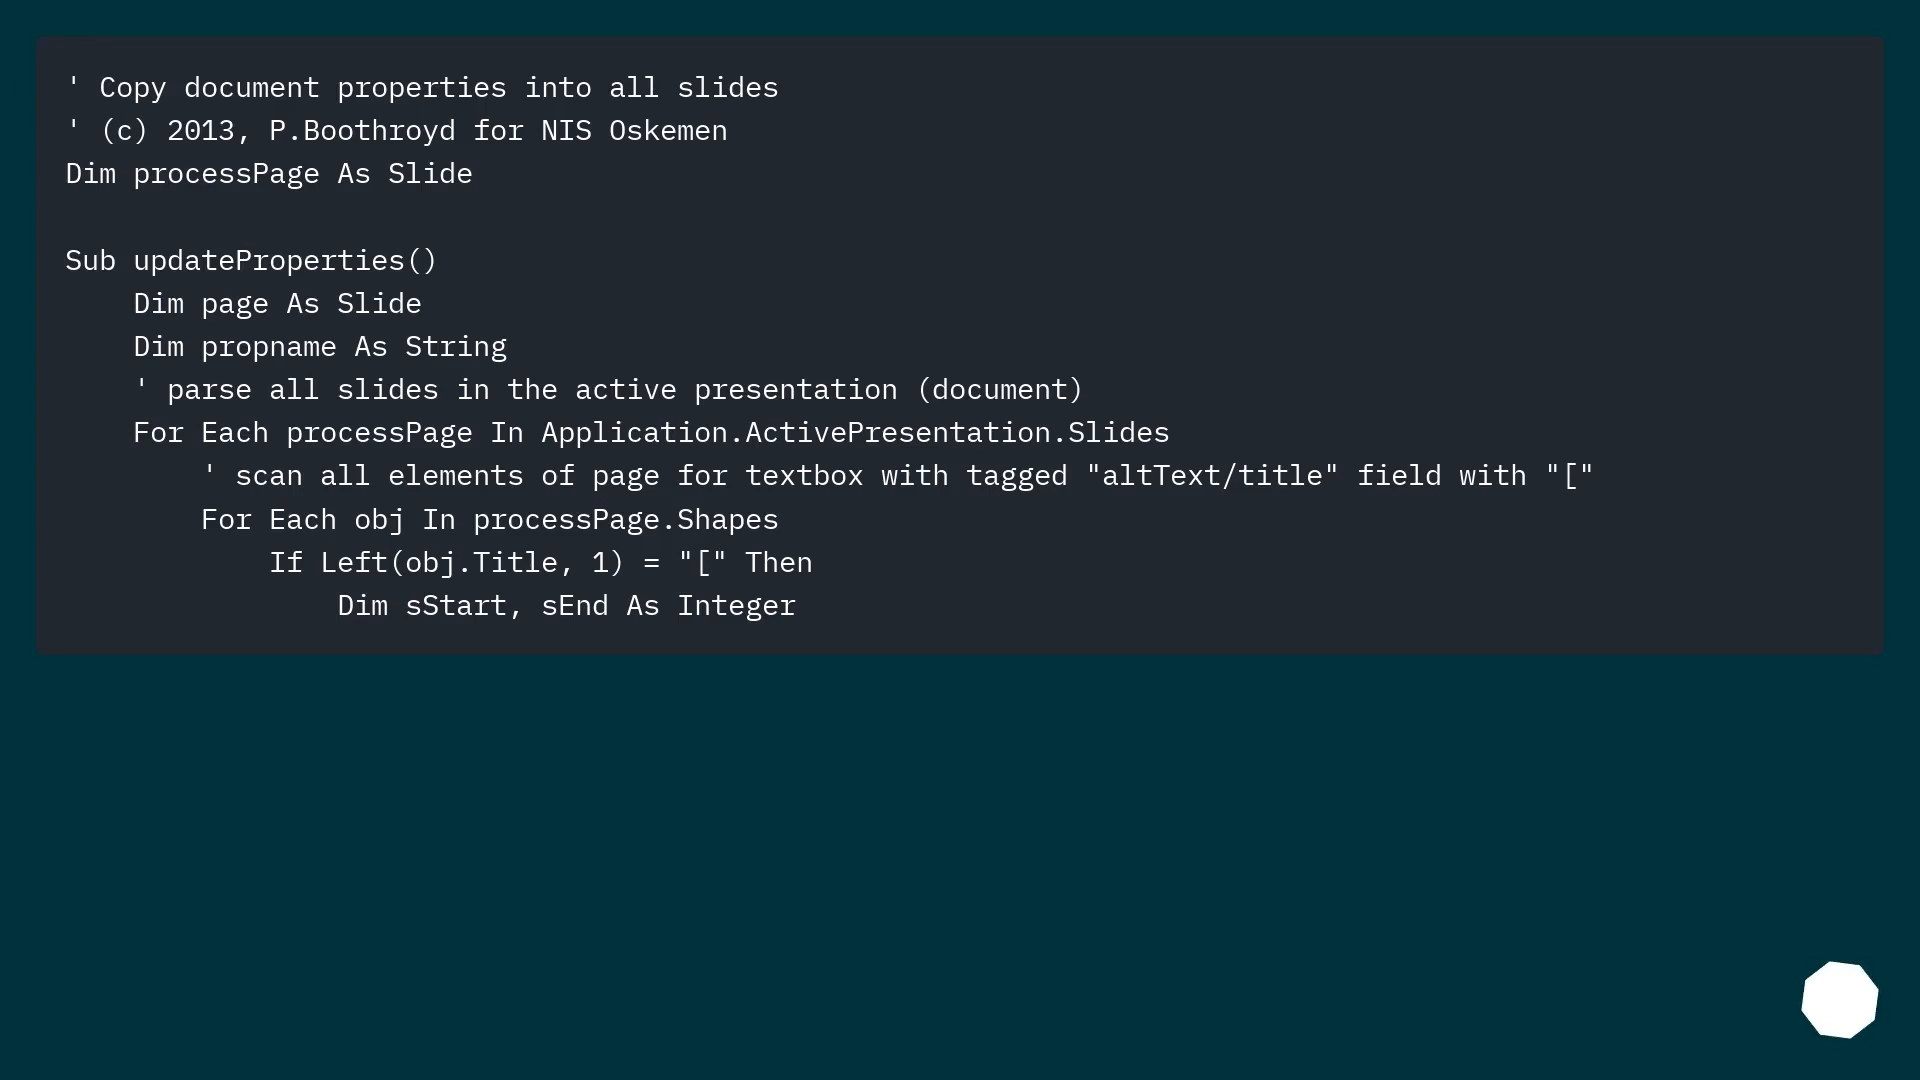 ' Copy document properties into all slides
' (c) 2013, P.Boothroyd for NIS Oskemen
Dim processPage As Slide

Sub updateProperties()
    Dim page As Slide
    Dim propname As String
    ' parse all slides in the active presentation (document)
    For Each processPage In Application.ActivePresentation.Slides
        ' scan all elements of page for textbox with tagged "altText/title" field with "["
        For Each obj In processPage.Shapes
            If Left(obj.Title, 1) = "[" Then
                Dim sStart, sEnd As Integer